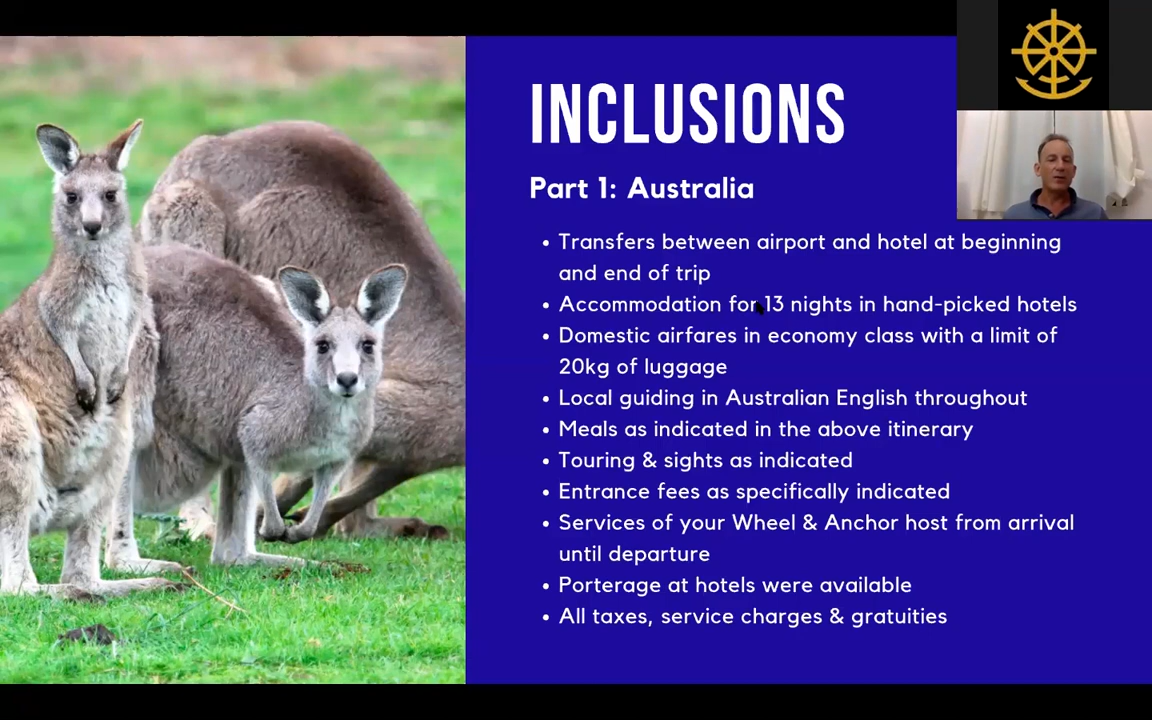 INCLUSIONS
Part 1: Australia
• Transfers between airport and hotel at beginning
and end of trip
• Accommodation for 13 nights in hand-picked hotels
• Domestic airfares in economy class with a limit of
20kg of luggage
• Local guiding in Australian English throughout
• Meals as indicated in the above itinerary
• Touring & sights as indicated
• Entrance fees as specifically indicated
• Services of your Wheel & Anchor host from arrival
until departure
• Porterage at hotels were available
• All taxes, service charges & gratuities